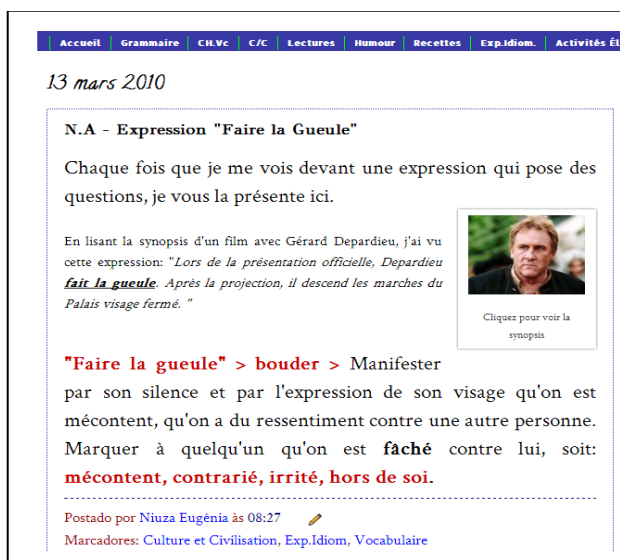 Accueil Grammaire CH.Vc C/C Lectures Humour Recettes Exp.Idiom. Activités ÉL
13 mars 2010
N.A - Expression "Faire la Gueule"
Chaque fois que je me vois devant une expression qui pose des
questions, je vous la présente ici.
En lisant la synopsis d'un film avec Gérard Depardieu, j'ai vu
cette expression: "Lors de la présentation officielle, Depardieu
fait la gueule. Après la projection, il descend les marches du
Palais visage fermé. "
Cliquez pour voir la
synopsis
"Faire la gueule" > bouder > Manifester
par son silence et par l'expression de son visage qu'on est
mécontent, qu'on a du ressentiment contre une autre personne.
Marquer à quelqu'un qu'on est fâché contre lui, soit:
mécontent, contrarié, irrité, hors de soi.
Postado por Niuza Eugênia às 08:27
Marcadores: Culture et Civilisation, Exp.Idiom, Vocabulaire